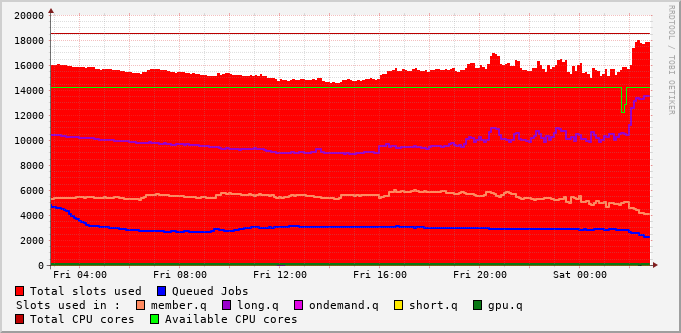 20000
18000
16000
14000
12000
10000
8000
6000
4000
2000
0
Fri 04:00 Fri 08:00 Fri 12:00 Fri 16:00 Fri 20:00 Sat 00:00
Total slots used Queued Jobs
Slots used in : member.q long.q ondemand.q short.q gpu.q
Total CPU cores Available CPU cores
RRDTOOL / TOBI OETIKER